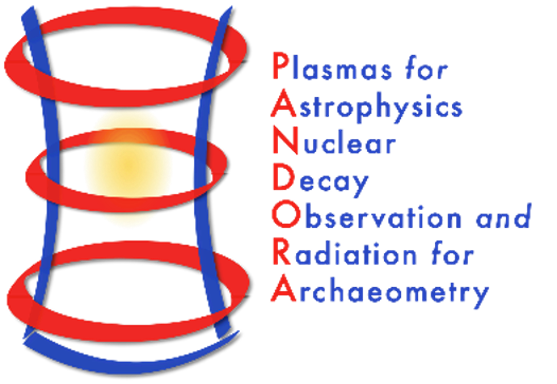 Plasmas for
Astrophysics
Nuclear
Decay
Observation and
Radiation for
Archaeometry